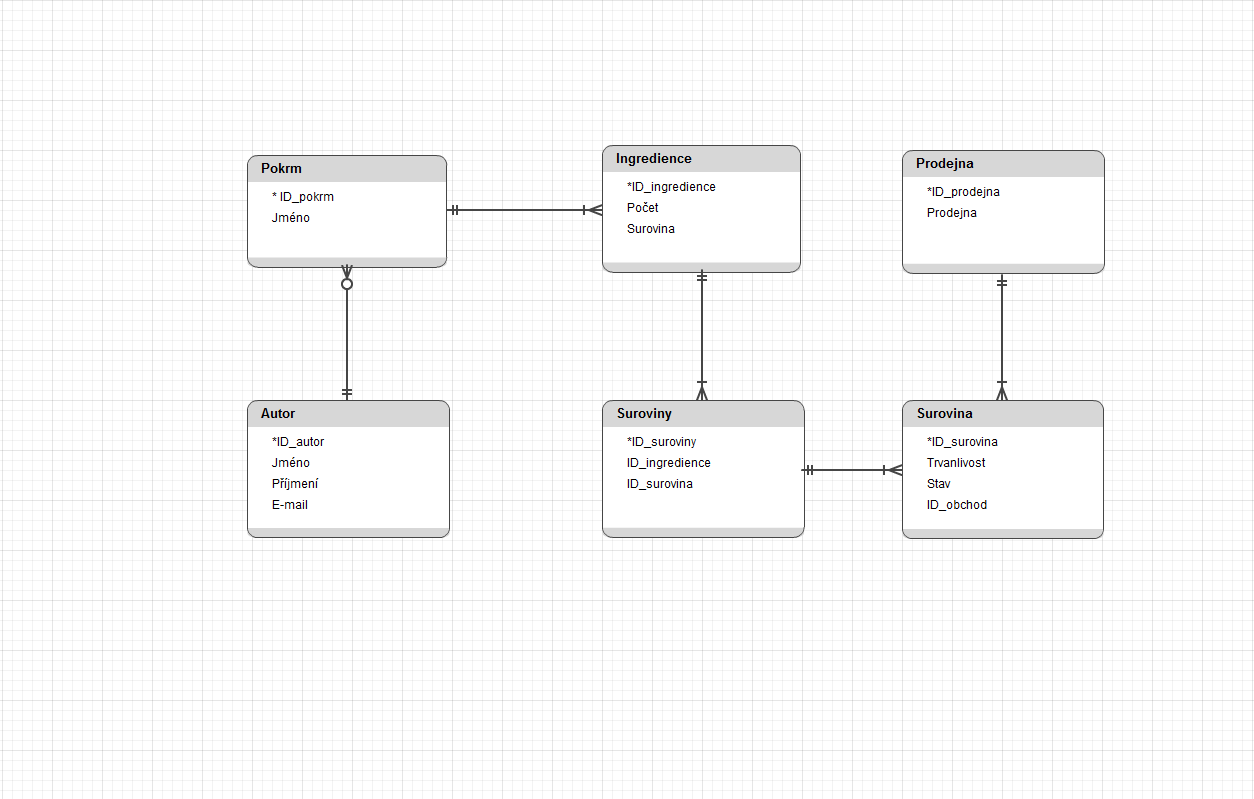 Pokrm
* ID_pokrm
Jméno
Ingredience
*ID_ingredience
Počet
Surovina
Prodejna
*ID_prodejna
Prodejna
Autor
*ID_autor
Jméno
Příjmení
E-mail
Suroviny
*ID_suroviny
ID_ingredience
ID_surovina
Surovina
*ID_surovina
Trvanlivost
Stav
ID_obchod